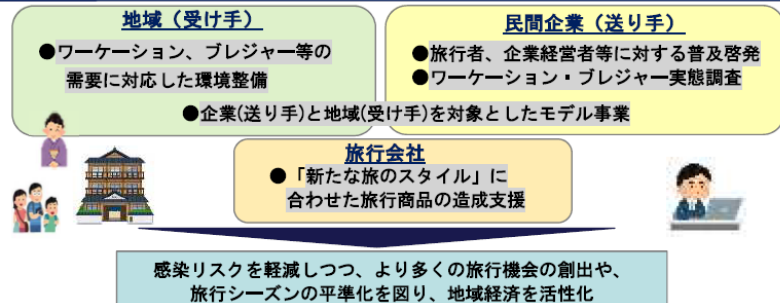 地域（受け手）
●ワーケーション、ブレジャー等の
需要に対応した環境整備
民間企業（送り手）
●旅行者、企業経営者等に対する普及啓発
●ワーケーション・ブレジャー実態調査
●企業(送り手)と地域(受け手)を対象としたモデル事業
旅行会社
●「新たな旅のスタイル」に
合わせた旅行商品の造成支援
感染リスクを軽減しつつ、より多くの旅行機会の創出や、
旅行シーズンの平準化を図り、地域経済を活性化